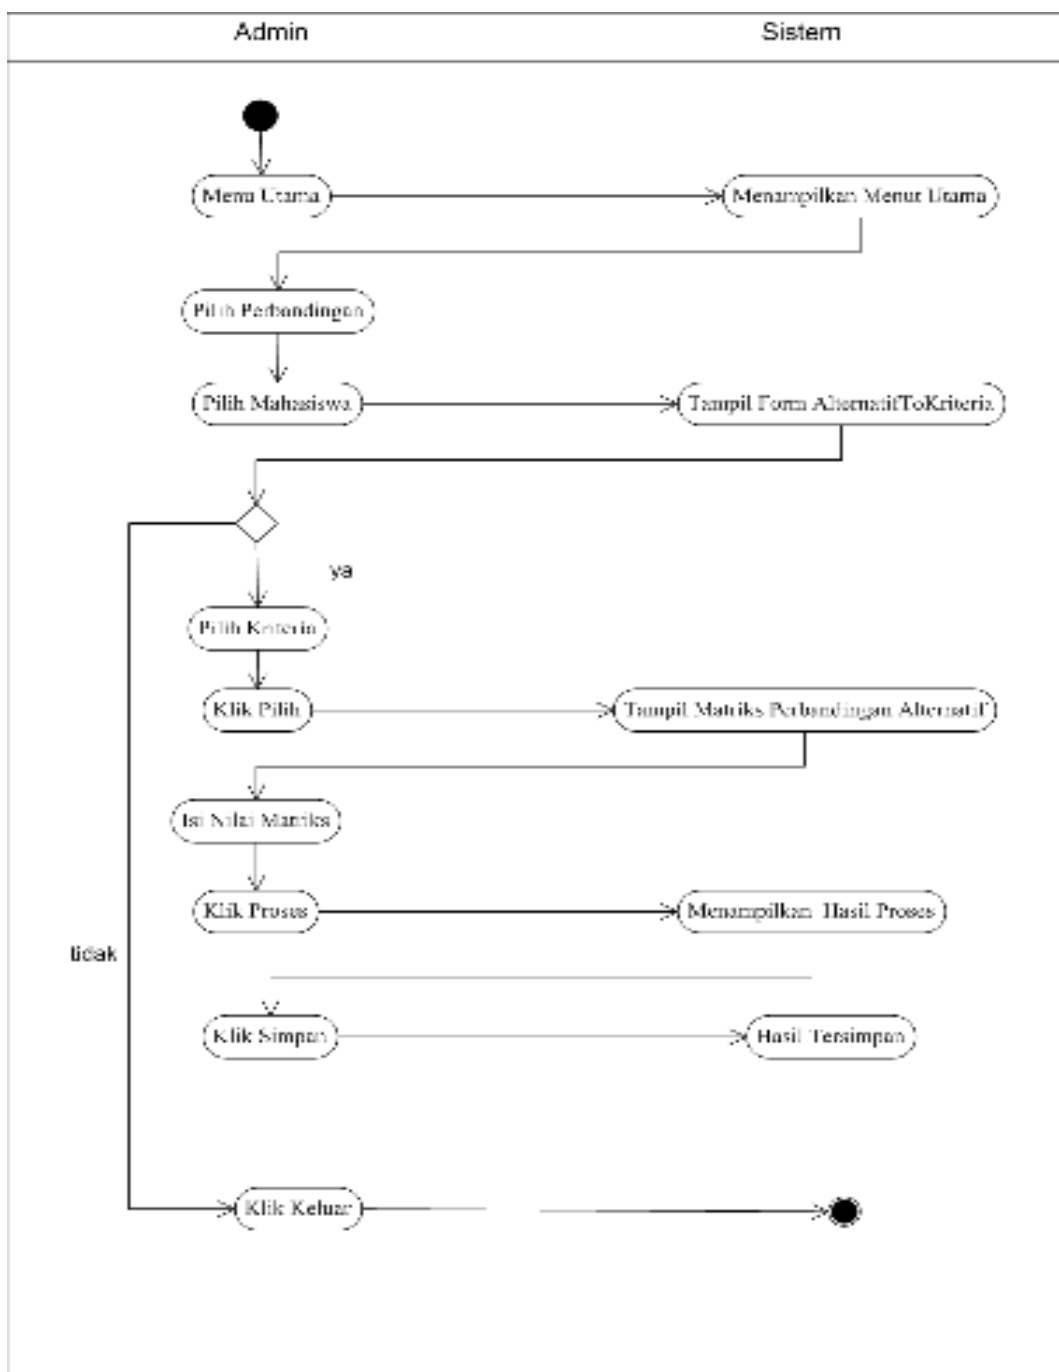 Admin
Sistem
Menu Utama
Menampilkan Menut Utama
Pilih Perbandingan
Pilih Mahasiswa
Tampil Form AlternatifToKriteria
ya
Pilih Kriteria
Klik Pilih
Tampil Matriks Perbandingan Alternatif
Isi Nilai Matriks
Klik Proses
Menampilkan Hasil Proses
tidak
Klik Simpan
Hasil Tersimpan
Klik Keluar